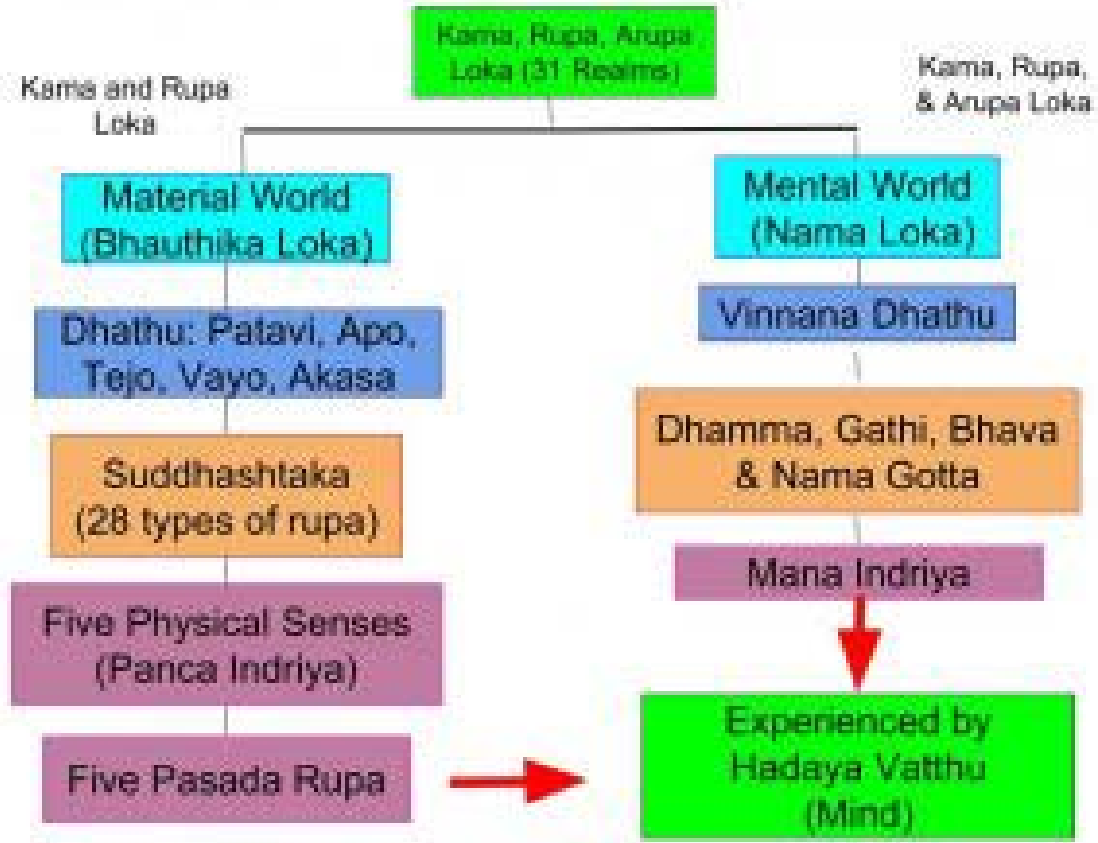 Kama, Rupa, Arupa
Loka (31 Realms)
Kama and Rupa
Loka
Kama, Rupa,
& Arupa Loka
Material World
(Bhauthika Loka)
Dhathu: Patavi, Apo,
Tejo, Vayo, Akasa
Suddhashtaka
(28 types of rupa)
Five Physical Senses
(Panca Indriya)
Five Pasada Rupa
Mental World
(Nama Loka)
Vinnana Dhathu
Dhamma, Gathi, Bhava
& Nama Gotta
Mana Indriya
Experienced by
Hadaya Vatthu
(Mind)